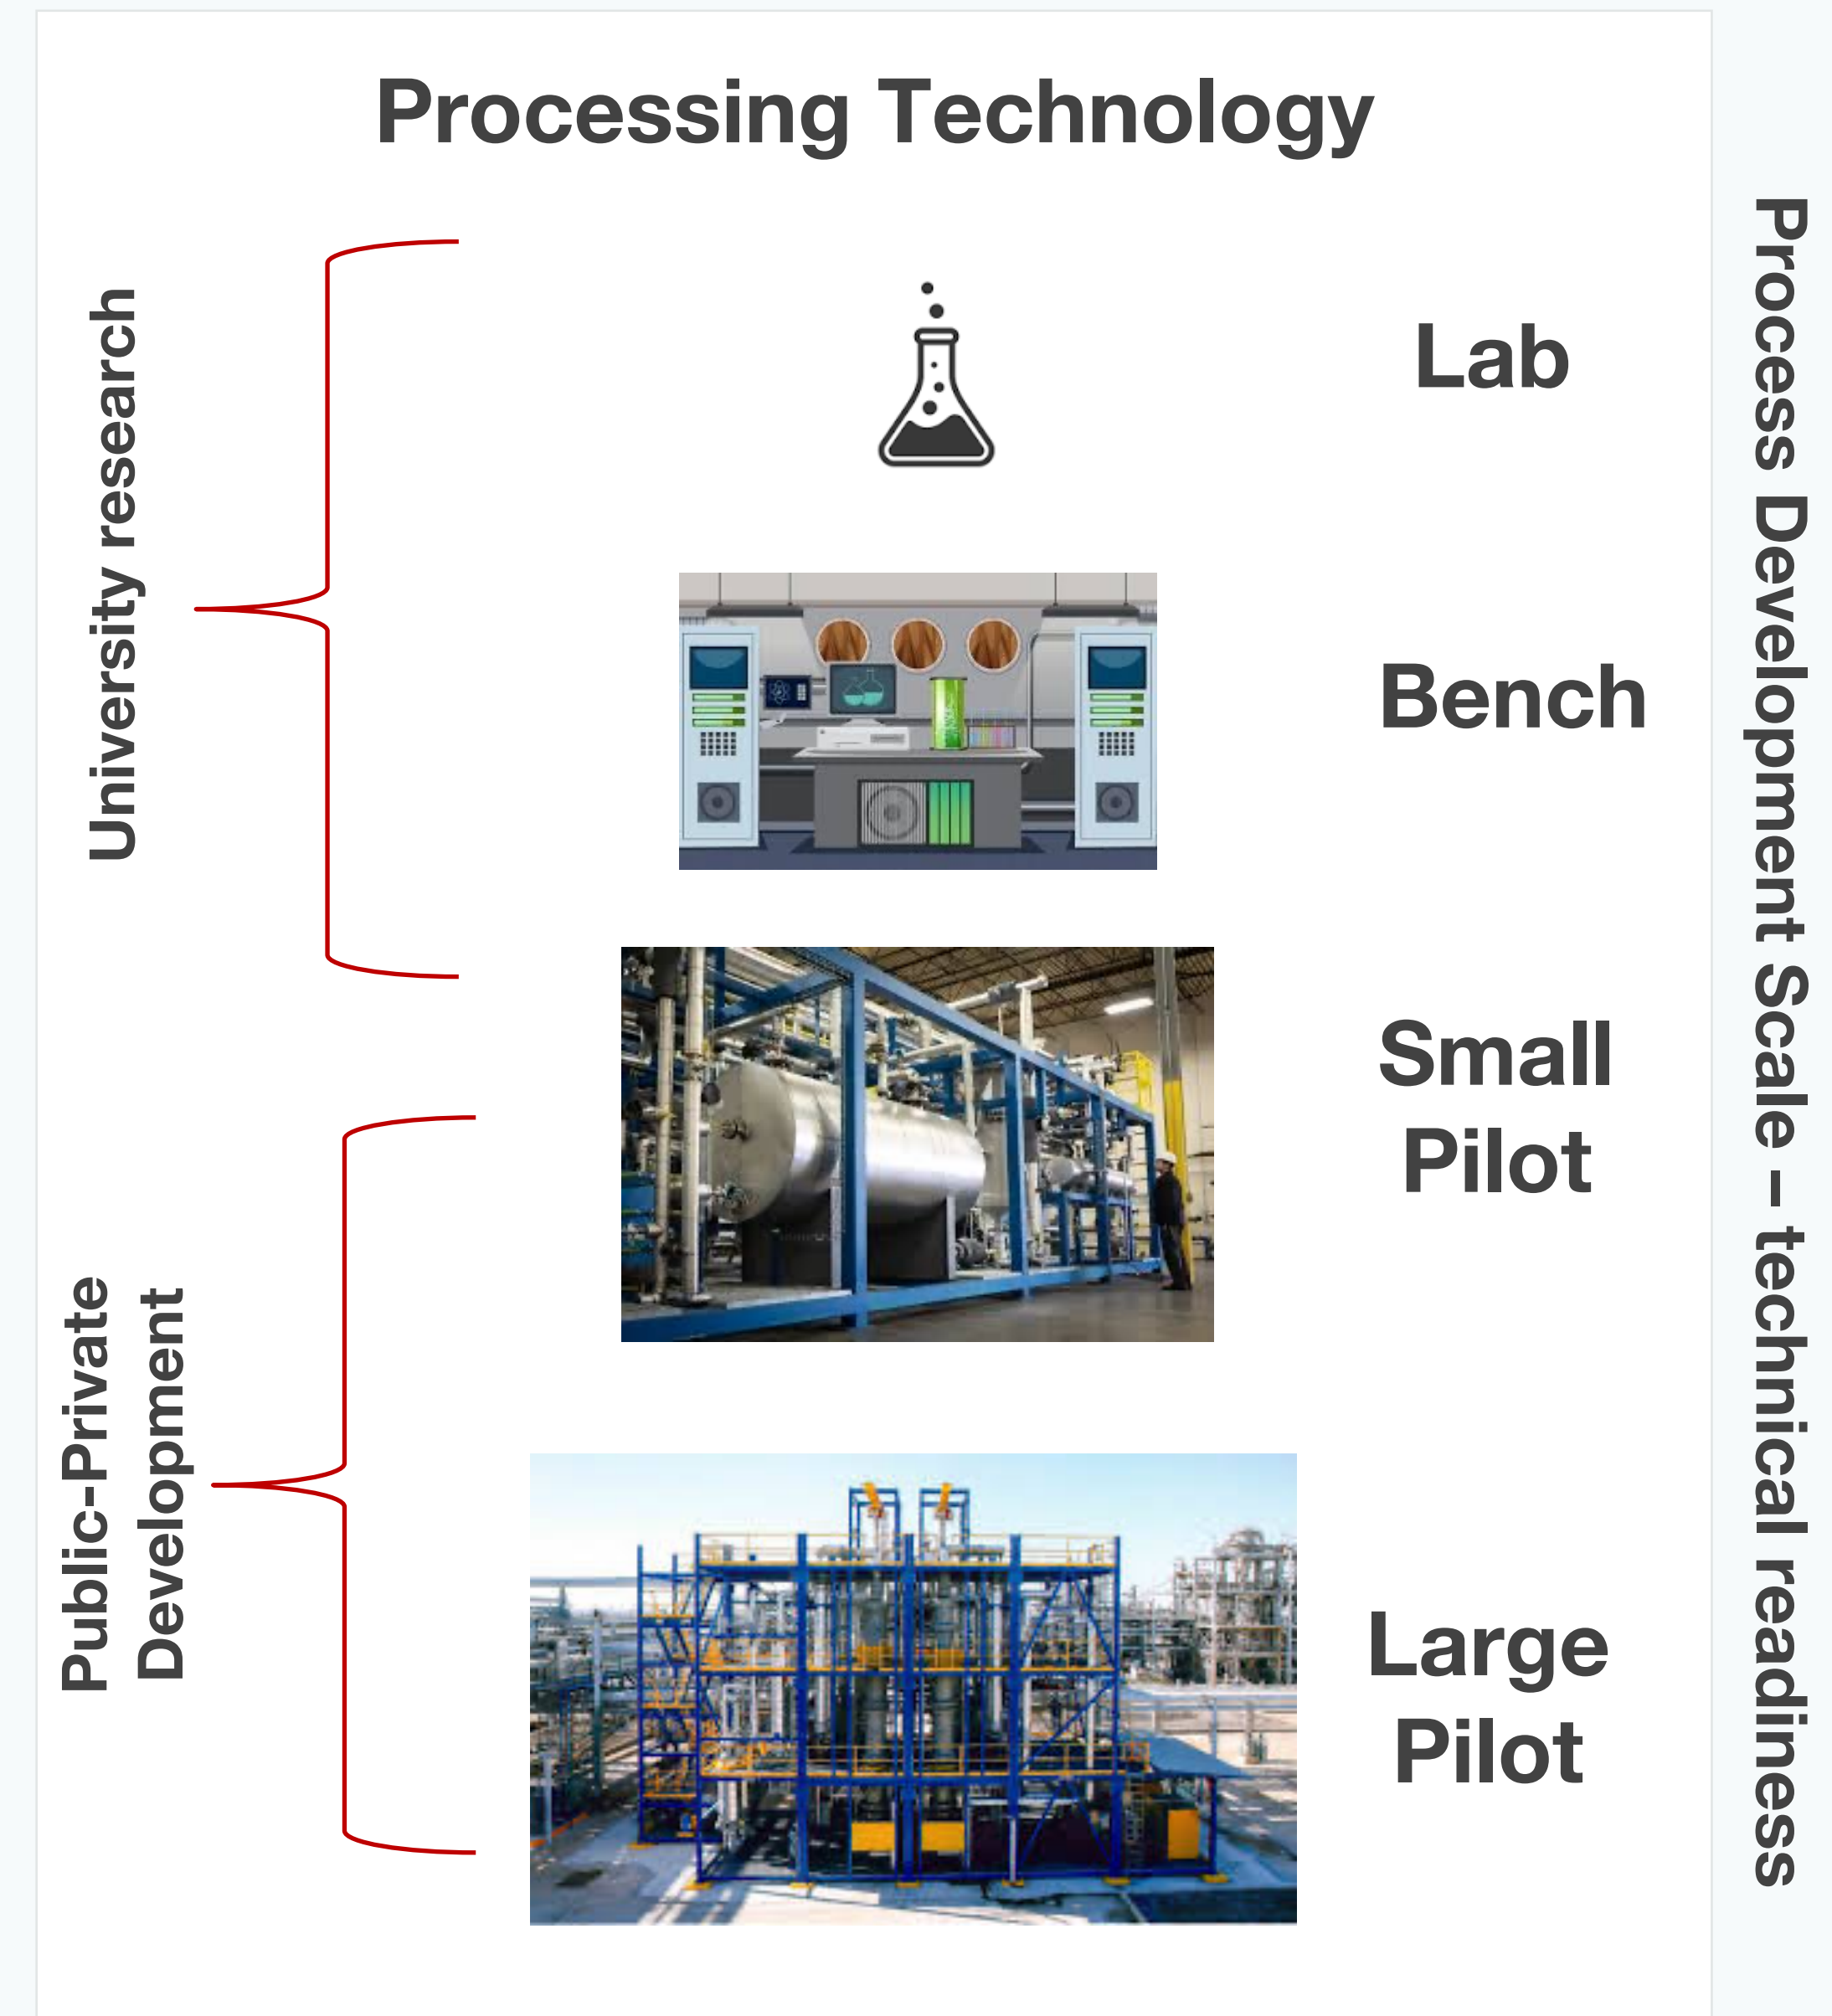 Processing Technology
University research
Lab
Bench
Small
Pilot
Public-Private
Development
Large
Pilot
Process Development Scale – technical readiness